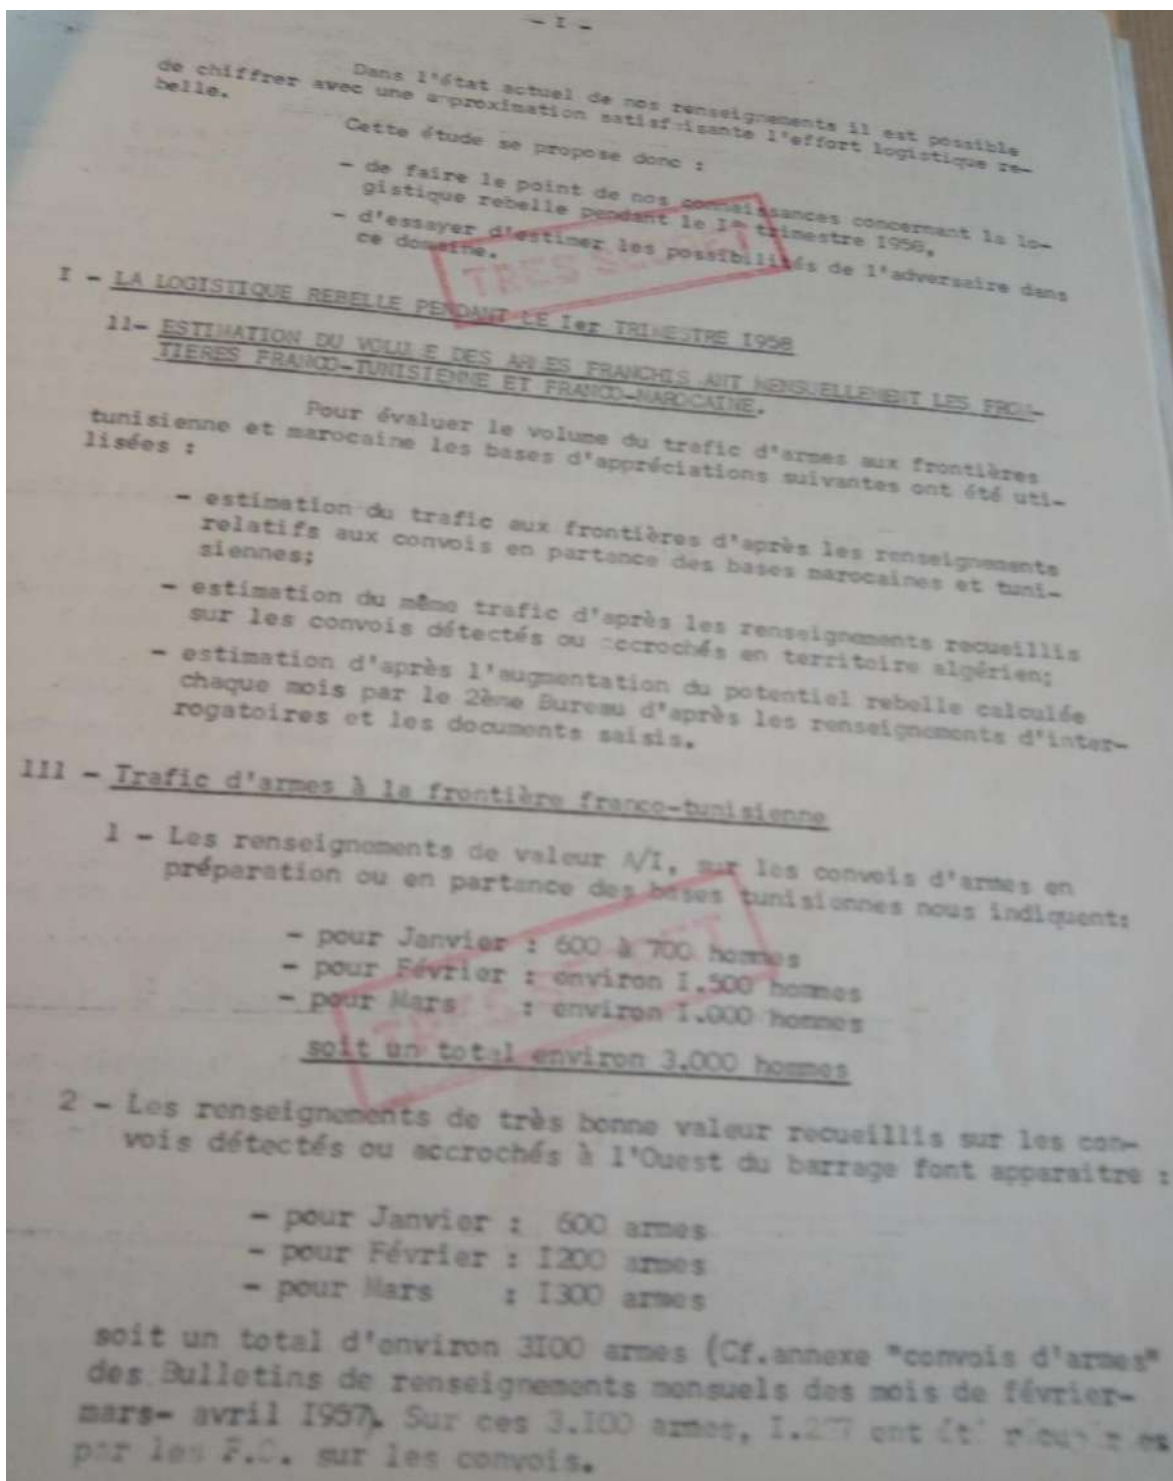 - I -
Dans l'état actuel de nos renseignements il est possible
de chiffrer avec une approximation satisfaisante l'effort logistique re-
belle.
Cette étude se propose donc :
- de faire le point de nos connaissances concernant la lo-
gistique rebelle pendant le Ier trimestre I958,
- d'essayer d'estimer les possibilités de l'adversaire dans
ce domaine.
TRES SECRET
I - LA LOGISTIQUE REBELLE PENDANT LE Ier TRIMESTRE I958
11- ESTIMATION DU VOLUME DES ARMES FRANCHISSANT MENSUELLEMENT LES FRON-
TIERES FRANCO-TUNISIENNE ET FRANCO-MAROCAINE.
Pour évaluer le volume du trafic d'armes aux frontières
tunisienne et marocaine les bases d'appréciations suivantes ont été uti-
lisées :
- estimation du trafic aux frontières d'après les renseignements
relatifs aux convois en partance des bases marocaines et tuni-
siennes;
- estimation du même trafic d'après les renseignements recueillis
sur les convois détectés ou accrochés en territoire algérien;
- estimation d'après l'augmentation du potentiel rebelle calculée
chaque mois par le 2ème Bureau d'après les renseignements d'inter-
rogatoires et les documents saisis.
111 - Trafic d'armes à la frontière franco-tunisienne
1 - Les renseignements de valeur A/I, sur les convois d'armes en
préparation ou en partance des bases tunisiennes nous indiquent:
- pour Janvier : 600 à 700 hommes
- pour Février : environ I.500 hommes
- pour Mars : environ I.000 hommes
TRES SECRET
soit un total environ 3.000 hommes
2 - Les renseignements de très bonne valeur recueillis sur les con-
vois détectés ou accrochés à l'Ouest du barrage font apparaitre :
- pour Janvier : 600 armes
- pour Février : I200 armes
- pour Mars : I300 armes
soit un total d'environ 3I00 armes (Cf.annexe "convois d'armes"
des Bulletins de renseignements mensuels des mois de février-
mars- avril I957). Sur ces 3.I00 armes, ont été
par les F.O. sur les convois.